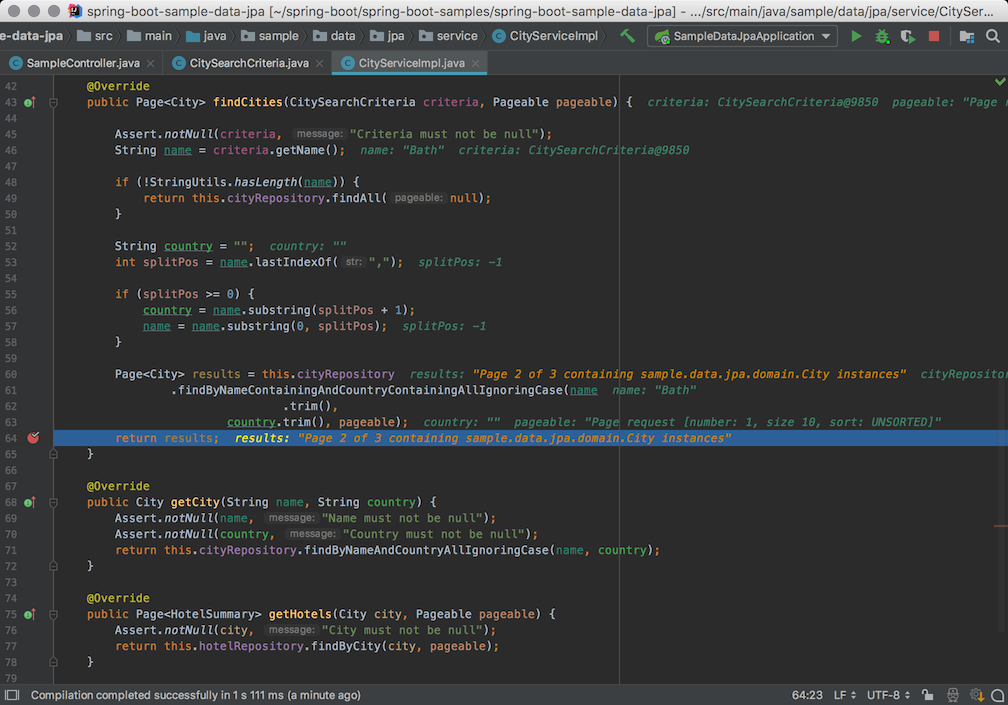 spring-boot-sample-data-jpa [~/spring-boot/spring-boot-samples/spring-boot-sample-data-jpa] - .../src/main/java/sample/data/jpa/service/CitySer...
e-data-jpa src main java sample data jpa service CityServiceImpl SampleDataJpaApplication
SampleController.java CitySearchCriteria.java CityServiceImpl.java
42 @Override
43 public Page<City> findCities(CitySearchCriteria criteria, Pageable pageable) { criteria: CitySearchCriteria@9850 pageable: "Page r
44
45 Assert.notNull(criteria, message: "Criteria must not be null");
46 String name = criteria.getName(); name: "Bath" criteria: CitySearchCriteria@9850
47
48 if (!StringUtils.hasLength(name)) {
49 return this.cityRepository.findAll( pageable: null);
50 }
51
52 String country = ""; country: ""
53 int splitPos = name.lastIndexOf( str: ","); splitPos: -1
54
55 if (splitPos >= 0) {
56 country = name.substring(splitPos + 1);
57 name = name.substring(0, splitPos); splitPos: -1
58 }
59
60 Page<City> results = this.cityRepository results: "Page 2 of 3 containing sample.data.jpa.domain.City instances" cityRepositor
61 .findByNameContainingAndCountryContainingAllIgnoringCase(name name: "Bath"
62 .trim(),
63 country.trim(), pageable); country: "" pageable: "Page request [number: 1, size 10, sort: UNSORTED]"
64 return results; results: "Page 2 of 3 containing sample.data.jpa.domain.City instances"
65 }
66
67 @Override
68 public City getCity(String name, String country) {
69 Assert.notNull(name, message: "Name must not be null");
70 Assert.notNull(country, message: "Country must not be null");
71 return this.cityRepository.findByNameAndCountryAllIgnoringCase(name, country);
72 }
73
74 @Override
75 public Page<HotelSummary> getHotels(City city, Pageable pageable) {
76 Assert.notNull(city, message: "City must not be null");
77 return this.hotelRepository.findByCity(city, pageable);
78 }
79
Compilation completed successfully in 1 s 111 ms (a minute ago) 64:23 LF UTF-8